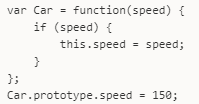 var Car = function(speed) {
    if (speed) {
        this.speed = speed;
    }
};
Car.prototype.speed = 150;